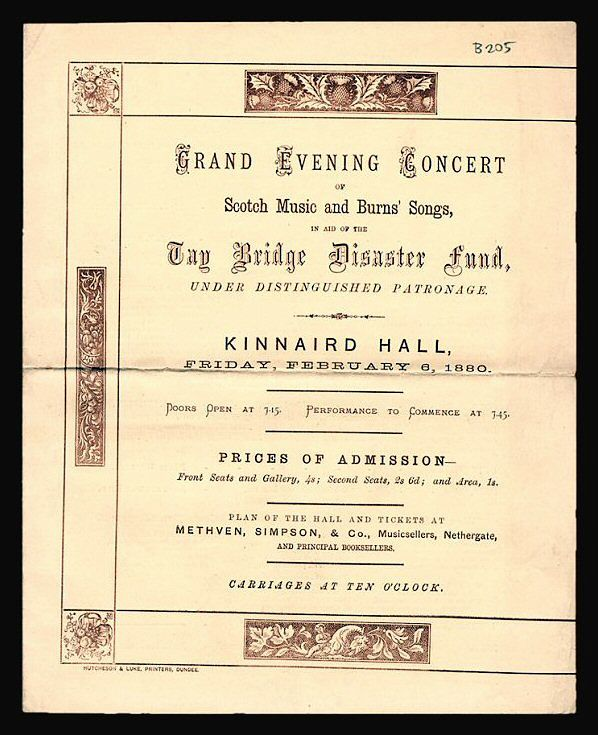 B205
GRAND EVENING CONCERT
OF
Scotch Music and Burns' Songs,
IN AID OF THE
Tay Bridge Disaster Fund,
UNDER DISTINGUISHED PATRONAGE.
KINNAIRD HALL,
FRIDAY, FEBRUARY 6, 1880.
DOORS OPEN AT 7.15. PERFORMANCE TO COMMENCE AT 7.45.
PRICES OF ADMISSION—
Front Seats and Gallery, 4s; Second Seats, 2s 6d; and Area, 1s.
PLAN OF THE HALL AND TICKETS AT
METHVEN, SIMPSON, & Co., Musicsellers, Nethergate,
AND PRINCIPAL BOOKSELLERS.
CARRIAGES AT TEN O'CLOCK.
HUTCHESON & LUKE, PRINTERS, DUNDEE.